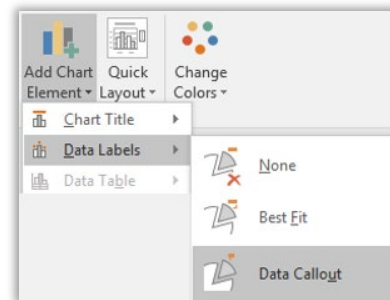 Add Chart Element
Quick Layout
Change Colors
Chart Title
Data Labels
Data Table
None
Best Fit
Data Callout